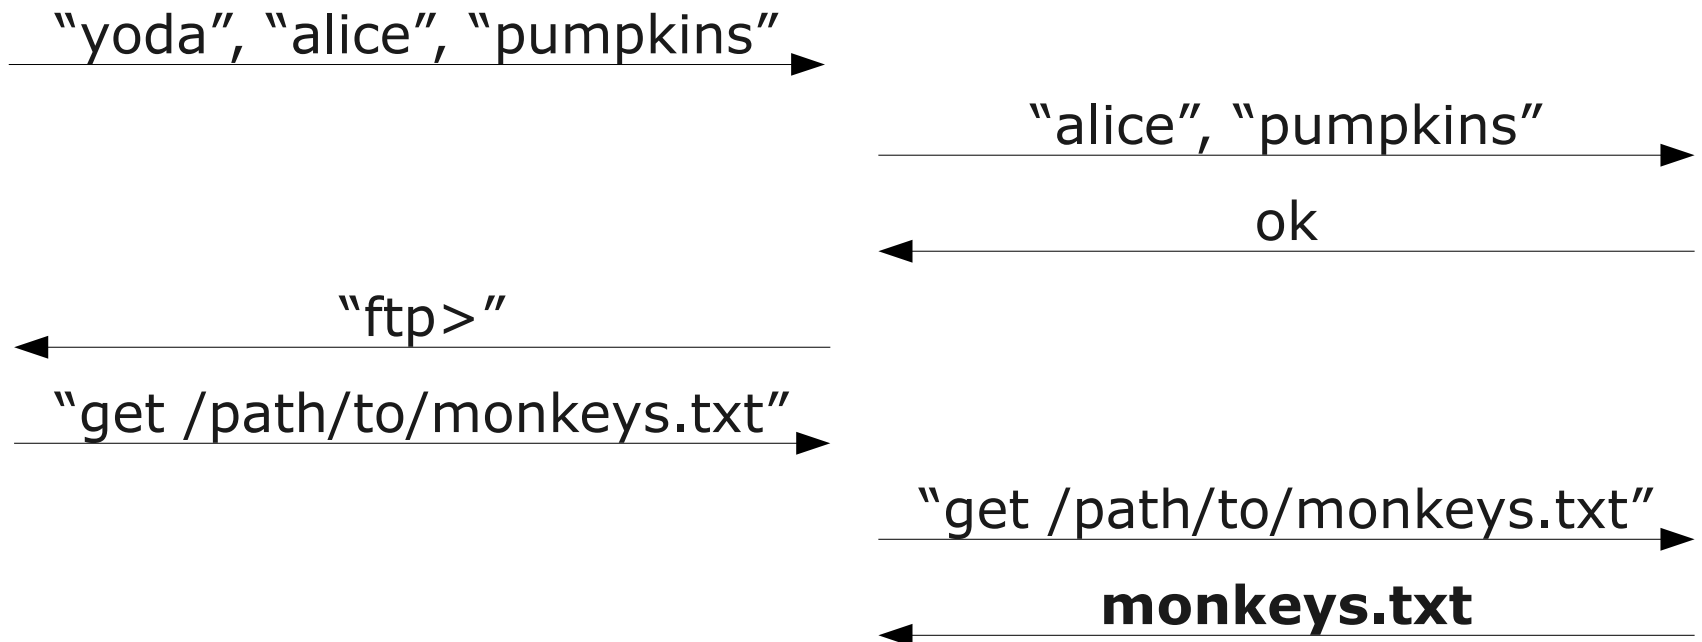 “yoda”, “alice”, “pumpkins”
“alice”, “pumpkins”
ok
“ftp>”
“get /path/to/monkeys.txt”
“get /path/to/monkeys.txt”
monkeys.txt